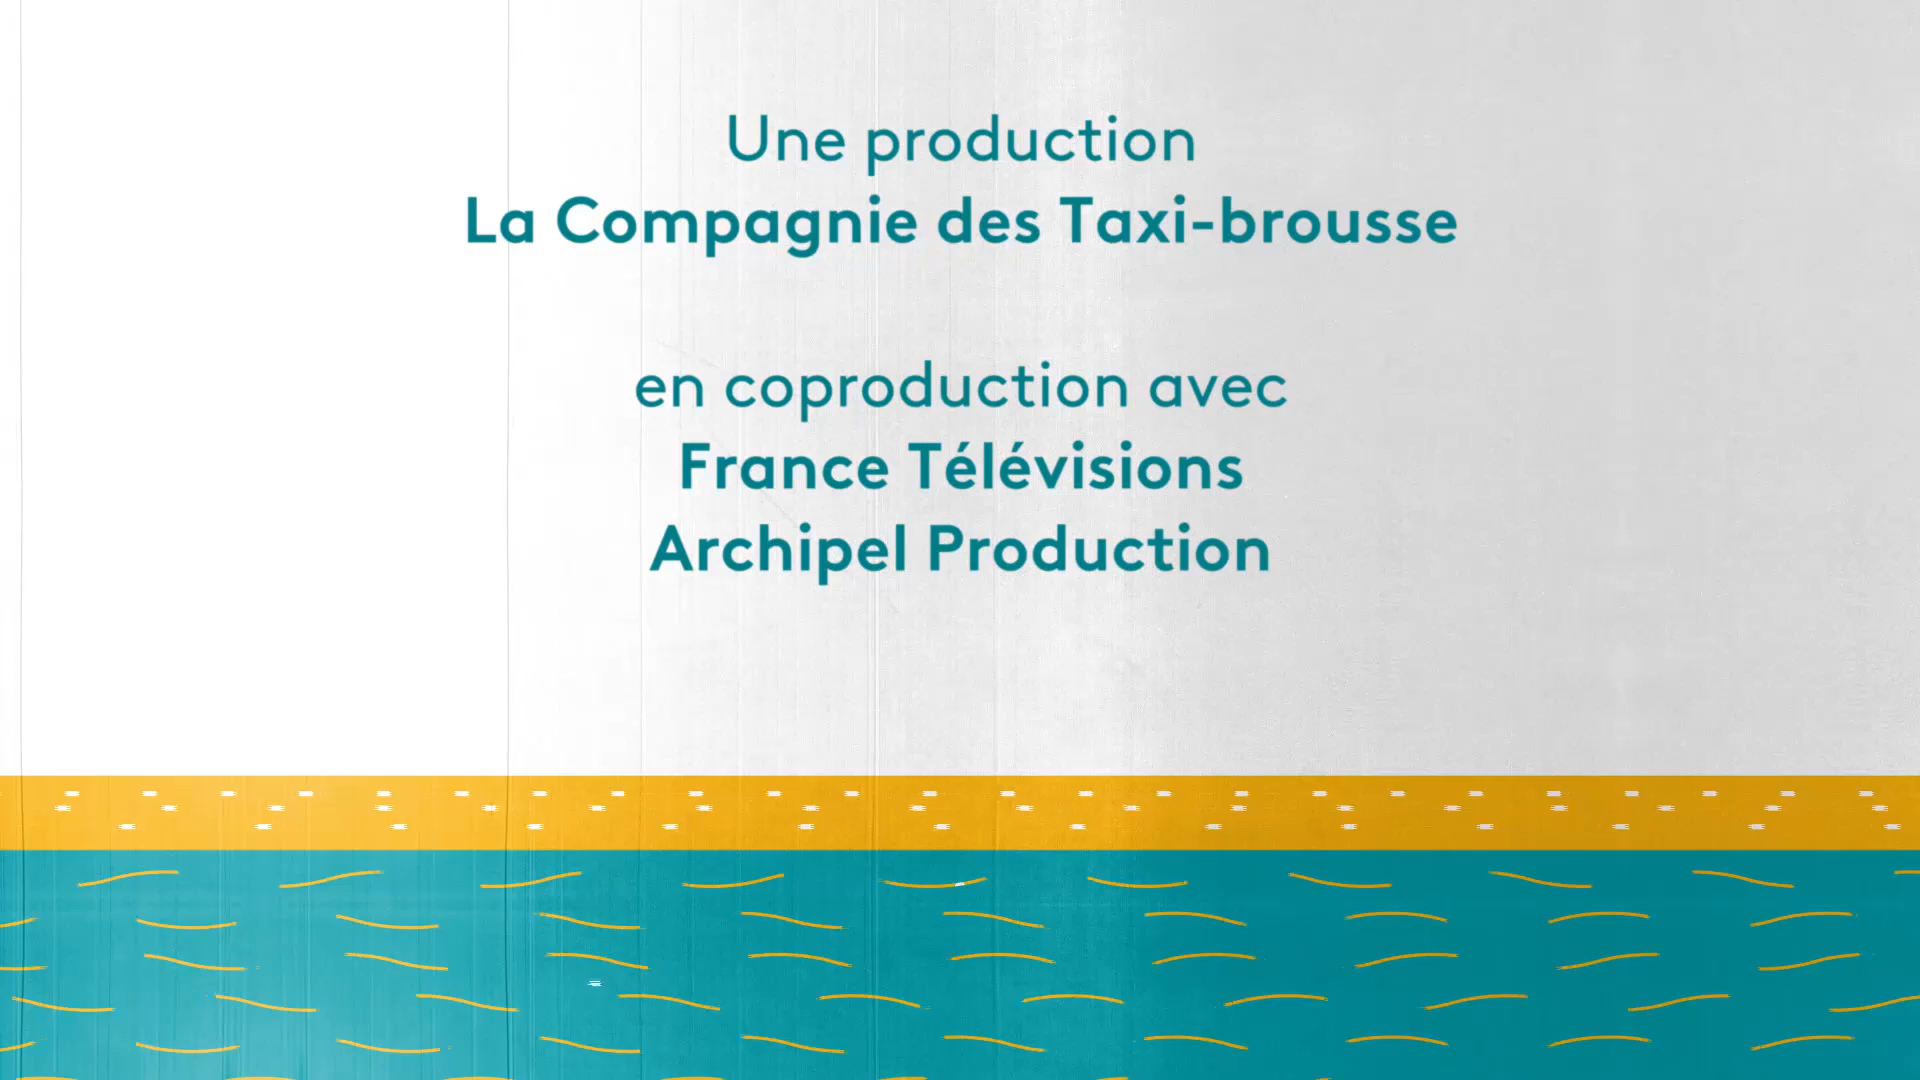 Une production
La Compagnie des Taxi-brousse
en coproduction avec
France Télévisions
Archipel Production